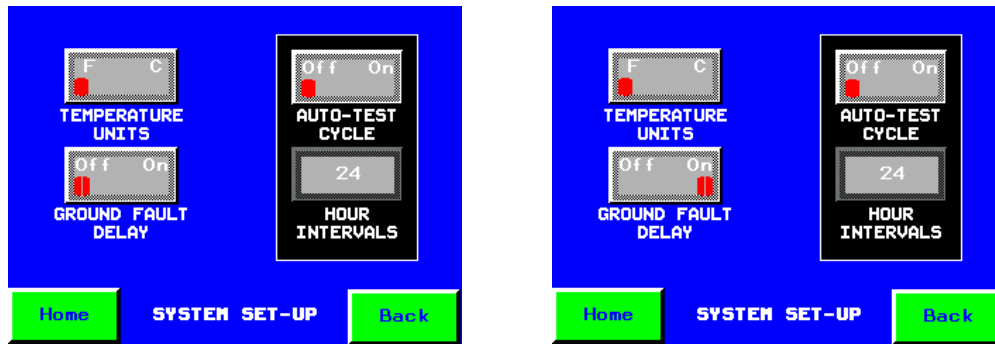 F C
TEMPERATURE
UNITS
Off On
GROUND FAULT
DELAY
Off On
AUTO-TEST
CYCLE
24
HOUR
INTERVALS
Home
SYSTEM SET-UP
Back
F C
TEMPERATURE
UNITS
Off On
GROUND FAULT
DELAY
Off On
AUTO-TEST
CYCLE
24
HOUR
INTERVALS
Home
SYSTEM SET-UP
Back